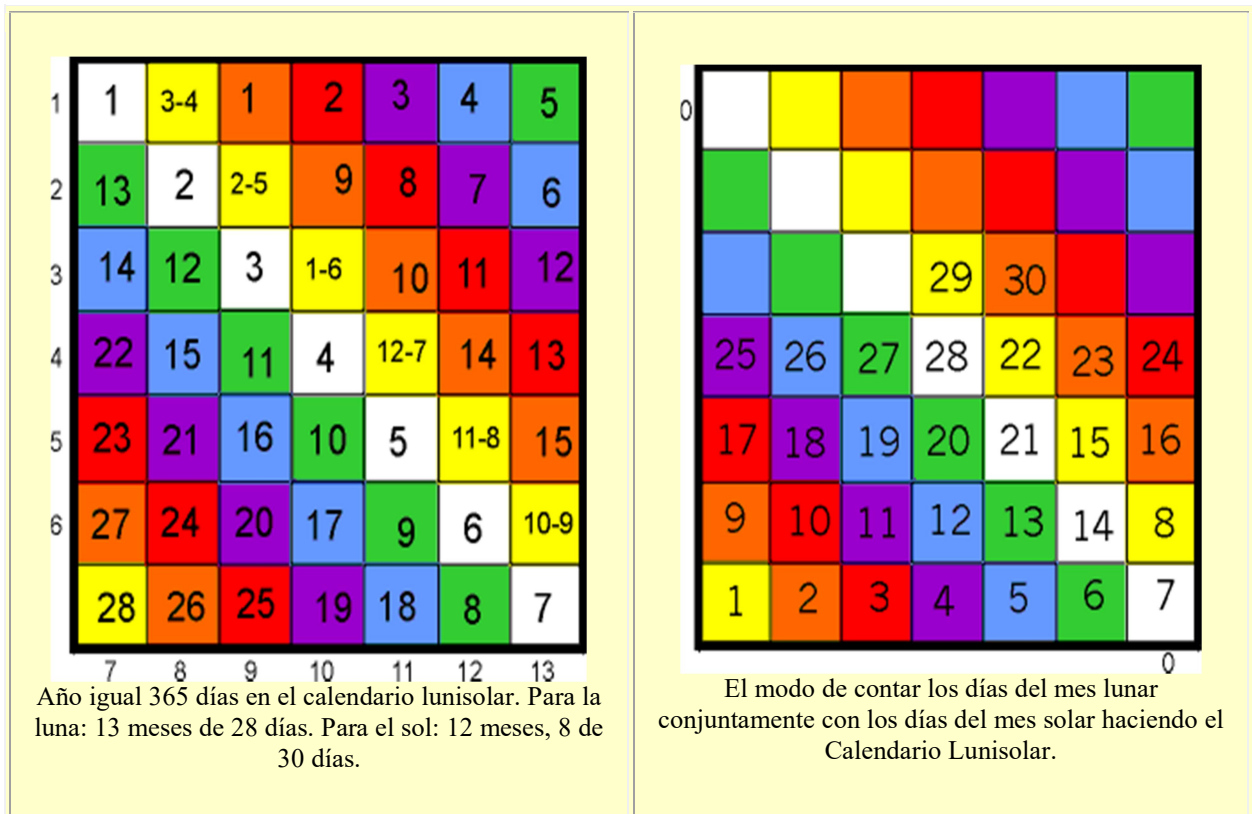 1 1 3-4 1 2 3 4 5
2 13 2 2-5 9 8 7 6
3 14 12 3 1-6 10 11 12
4 22 15 11 4 12-7 14 13
5 23 21 16 10 5 11-8 15
6 27 24 20 17 9 6 10-9
28 26 25 19 18 8 7
7 8 9 10 11 12 13
Año igual 365 días en el calendario lunisolar. Para la
luna: 13 meses de 28 días. Para el sol: 12 meses, 8 de
30 días.
0
29 30
25 26 27 28 22 23 24
17 18 19 20 21 15 16
9 10 11 12 13 14 8
1 2 3 4 5 6 7
0
El modo de contar los días del mes lunar
conjuntamente con los días del mes solar haciendo el
Calendario Lunisolar.